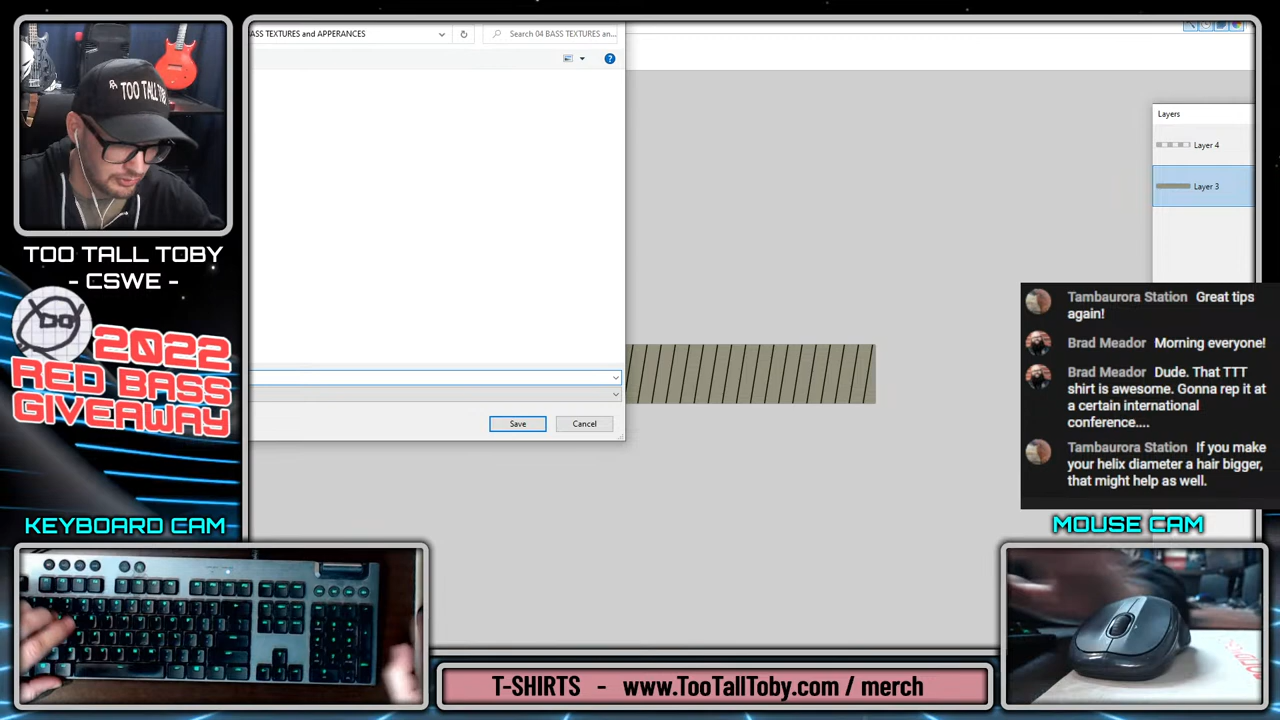 BASS TEXTURES and APPERANCES
Search 04 BASS TEXTURES an...
Layers
Layer 4
Layer 3
Save
Cancel
TOO TALL TOBY
TOO TALL TOBY
- CSWE -
2022
RED BASS
GIVEAWAY
Tambaurora Station Great tips
again!
Brad Meador Morning everyone!
Brad Meador Dude. That TTT
shirt is awesome. Gonna rep it at
a certain international
conference....
Tambaurora Station If you make
your helix diameter a hair bigger,
that might help as well.
KEYBOARD CAM
MOUSE CAM
T-SHIRTS - www.TooTallToby.com / merch